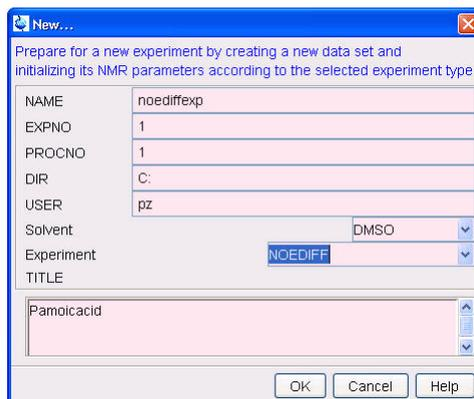 New...
Prepare for a new experiment by creating a new data set and
initializing its NMR parameters according to the selected experiment type
NAME noediffexp
EXPNO 1
PROCNO 1
DIR C:
USER pz
Solvent DMSO
Experiment NOEDIFF
TITLE
Pamoicacid
OK Cancel Help